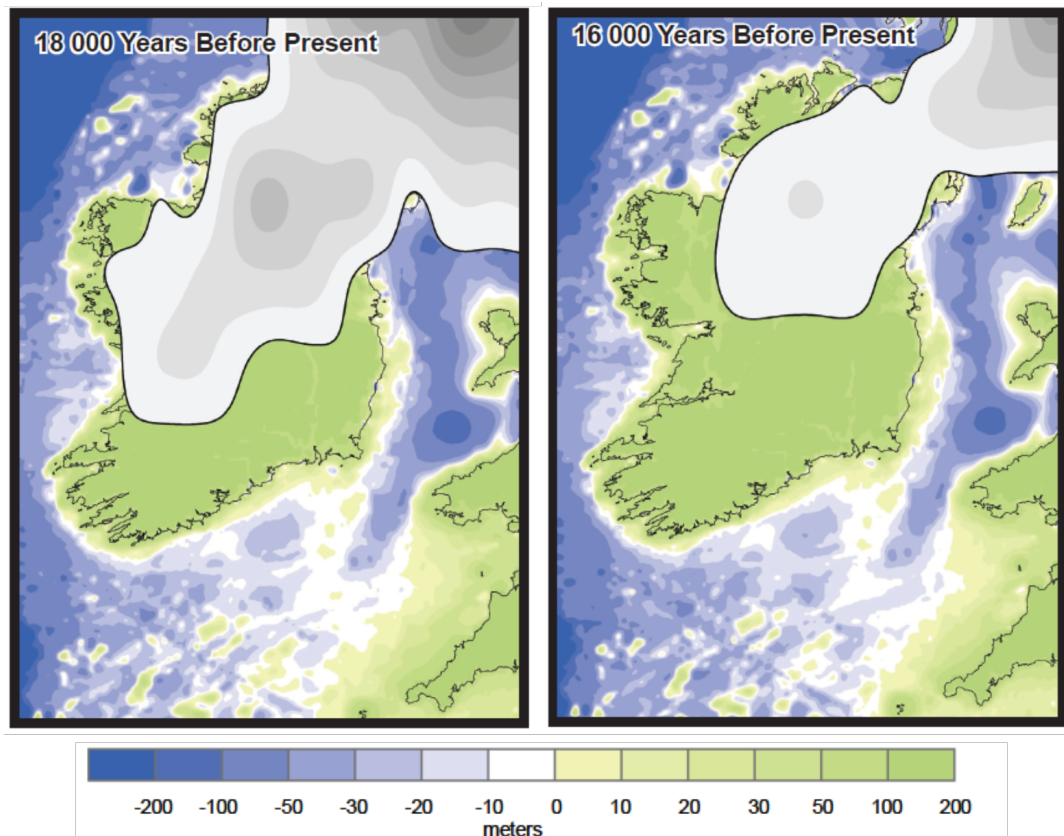 18 000 Years Before Present
16 000 Years Before Present
-200 -100 -50 -30 -20 -10 0 10 20 30 50 100 200
meters